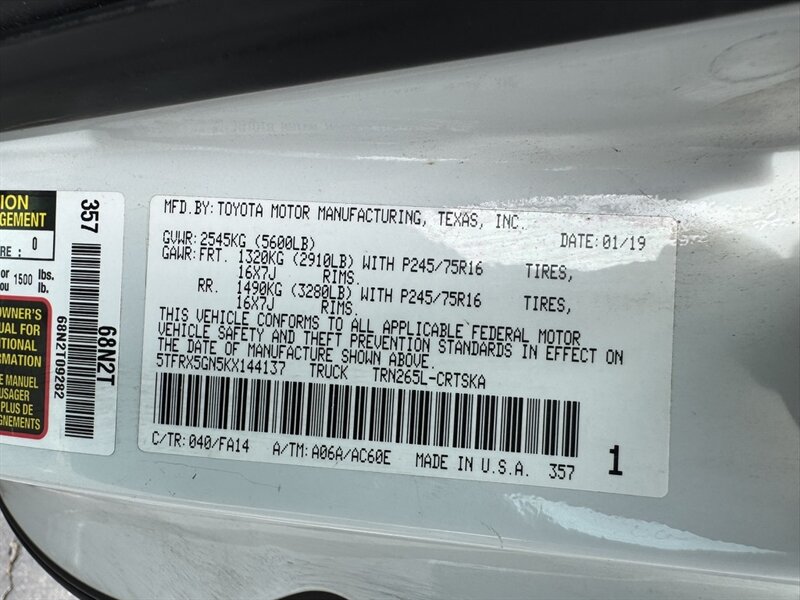 MFD.BY: TOYOTA MOTOR MANUFACTURING, TEXAS, INC.
GVWR: 2545KG (5600LB) DATE: 01/19
GAWR: FRT. 1320KG (2910LB) WITH P245/75R16 TIRES,
16X7J RIMS.
RR. 1490KG (3280LB) WITH P245/75R16 TIRES,
16X7J RIMS.
THIS VEHICLE CONFORMS TO ALL APPLICABLE FEDERAL MOTOR
VEHICLE SAFETY AND THEFT PREVENTION STANDARDS IN EFFECT ON
THE DATE OF MANUFACTURE SHOWN ABOVE.
5TFRX5GN5KX144137 TRUCK TRN265L-CRTSKA
C/TR: 040/FA14 A/TM: A06A/AC60E MADE IN U.S.A. 357 1
357
68N2T
68N2T09282
ION
GEMENT
RE : 0
or 1500 lbs.
ou lb.
OWNER'S
UAL FOR
ITIONAL
RMATION
E MANUEL
USAGER
PLUS DE
GNEMENTS